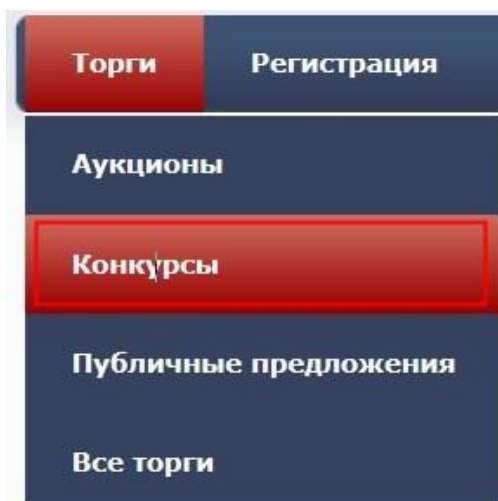 Торги Регистрация
Аукционы
Конкурсы
Публичные предложения
Все торги